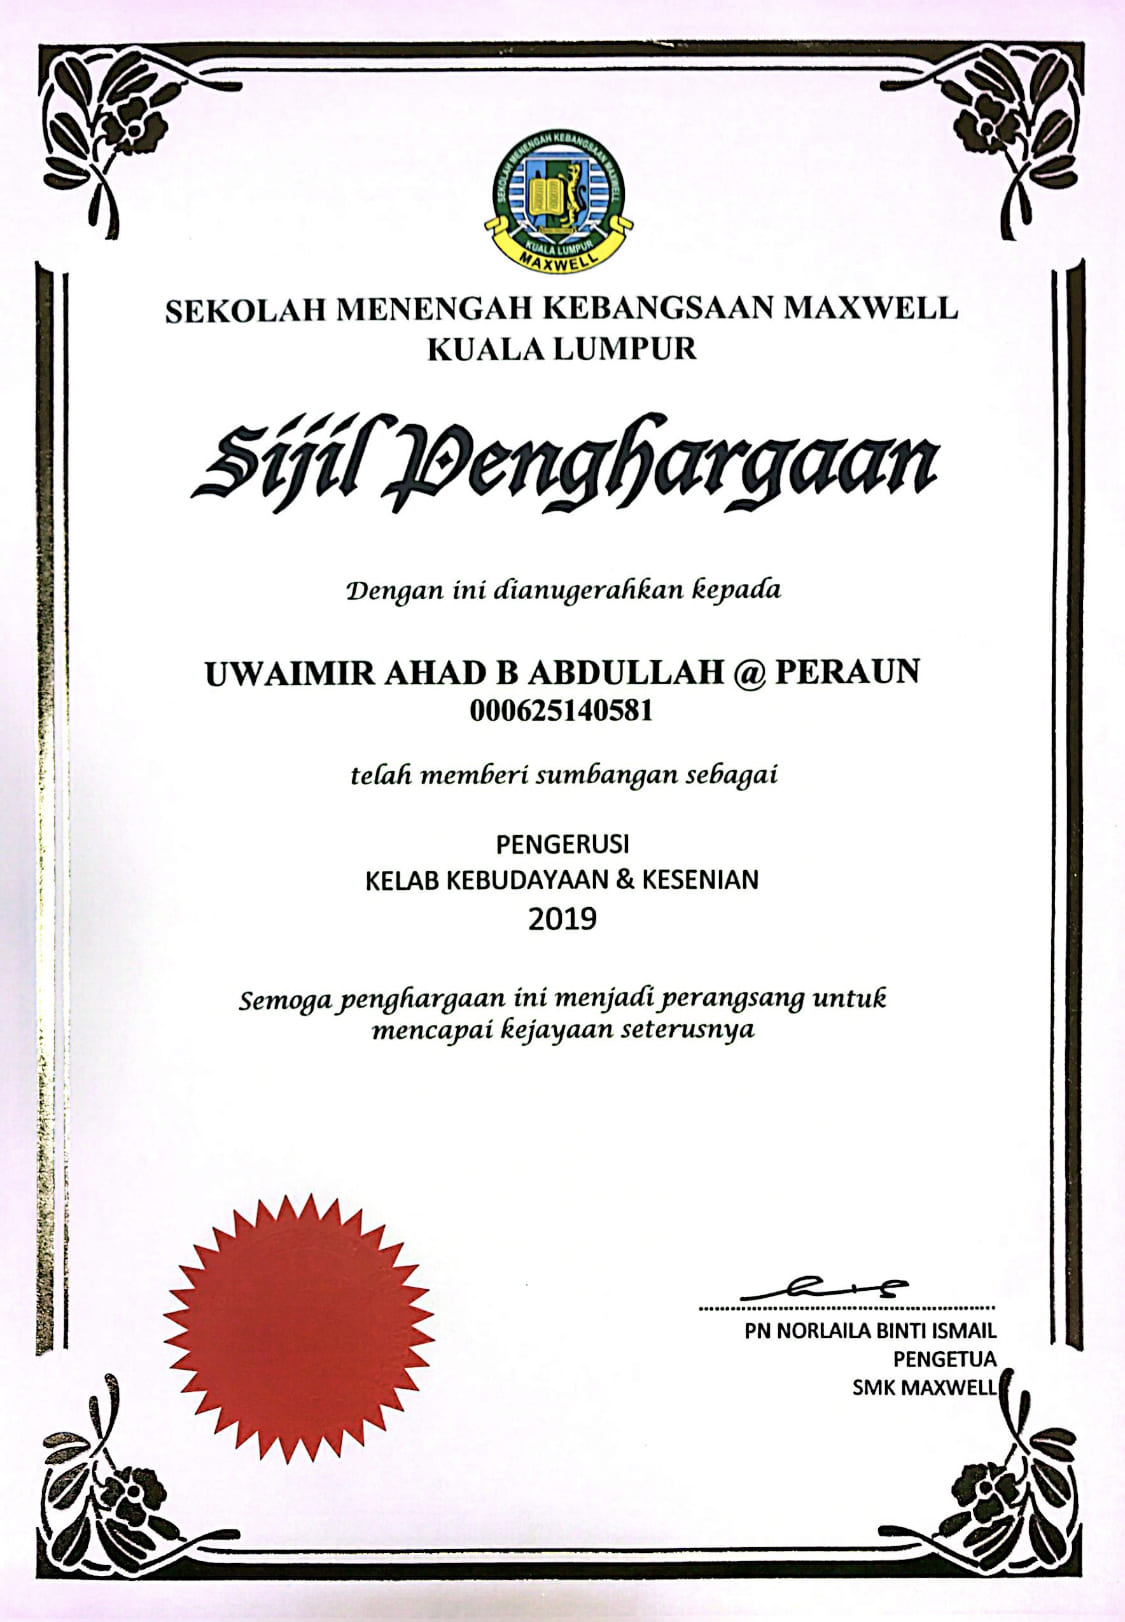 SEKOLAH MENENGAH KEBANGSAAN MAXWELL
KUALA LUMPUR
MAXWELL
SEKOLAH MENENGAH KEBANGSAAN MAXWELL
KUALA LUMPUR
Sijil Penghargaan
Dengan ini dianugerahkan kepada
UWAIMIR AHAD B ABDULLAH @ PERAUN
000625140581
telah memberi sumbangan sebagai
PENGERUSI
KELAB KEBUDAYAAN & KESENIAN
2019
Semoga penghargaan ini menjadi perangsang untuk
mencapai kejayaan seterusnya
PN NORLAILA BINTI ISMAIL
PENGETUA
SMK MAXWELL